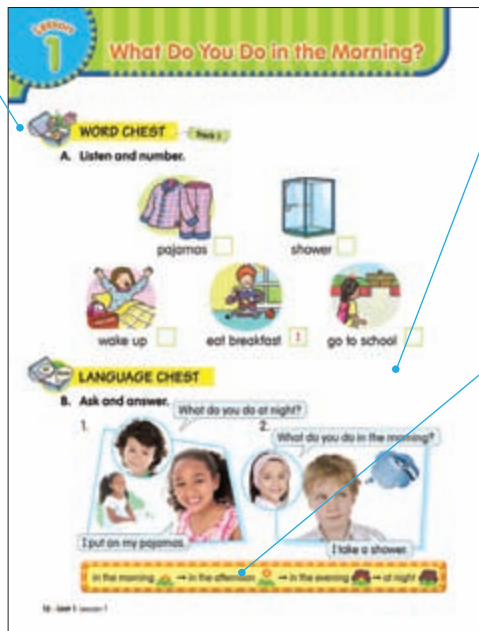 Lesson
1
What Do You Do in the Morning?
WORD CHEST
Track 2
A. Listen and number.
pajamas
shower
wake up
eat breakfast 1
go to school
LANGUAGE CHEST
B. Ask and answer.
What do you do at night?
1.
2.
What do you do in the morning?
I put on my pajamas.
I take a shower.
in the morning → in the afternoon → in the evening → at night
Unit 1 Lesson 1